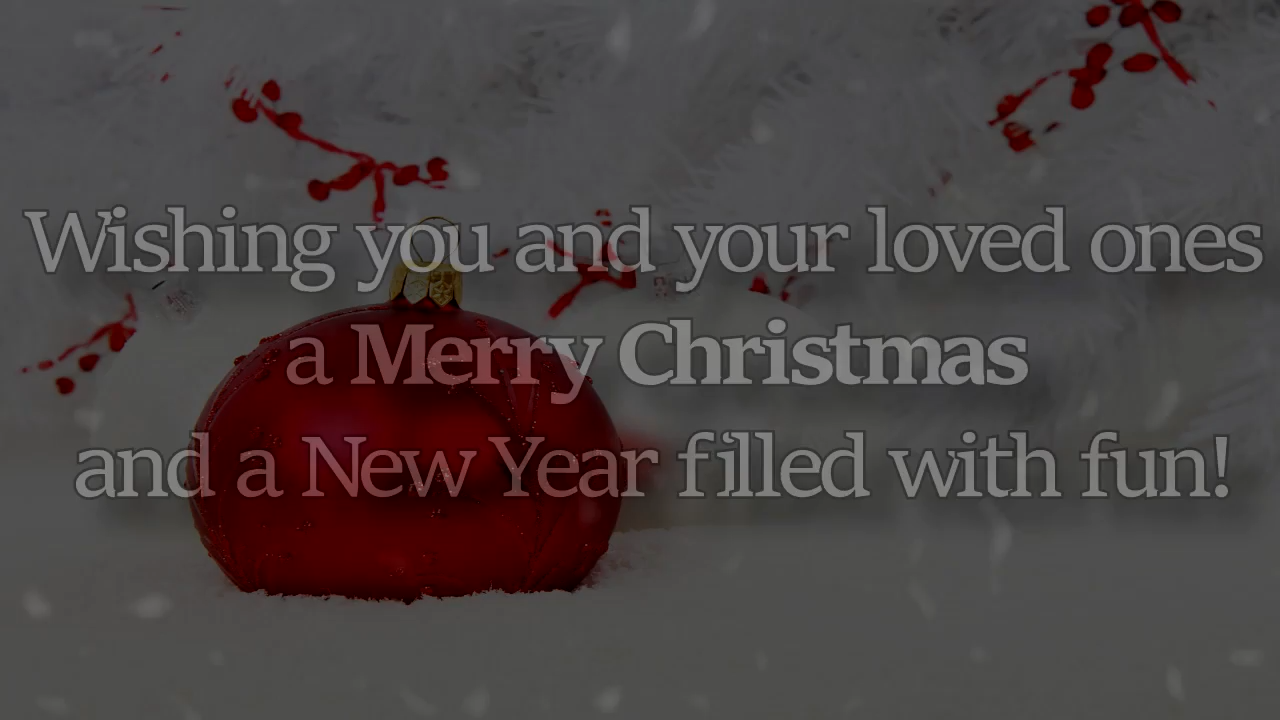 Wishing you and your loved ones
a Merry Christmas
and a New Year filled with fun!